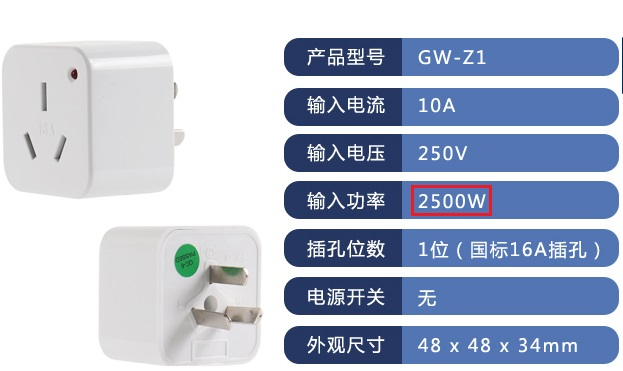 产品型号 GW-Z1
输入电流 10A
输入电压 250V
输入功率 2500W
插孔位数 1位（国标16A插孔）
电源开关 无
外观尺寸 48 x 48 x 34mm
16A